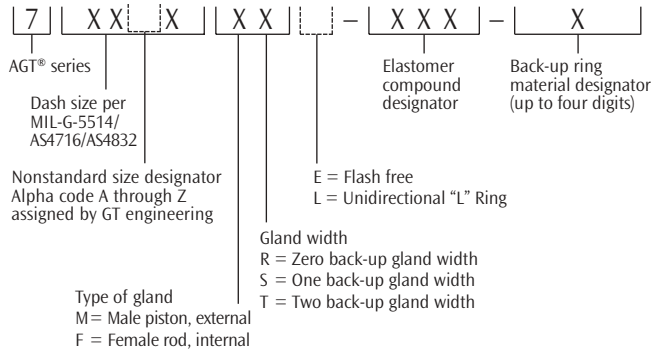 7 X X X X X – X X X – X
AGT® series
Dash size per
MIL-G-5514/
AS4716/AS4832
Nonstandard size designator
Alpha code A through Z
assigned by GT engineering
Type of gland
M = Male piston, external
F = Female rod, internal
Gland width
R = Zero back-up gland width
S = One back-up gland width
T = Two back-up gland width
E = Flash free
L = Unidirectional “L” Ring
Elastomer
compound
designator
Back-up ring
material designator
(up to four digits)